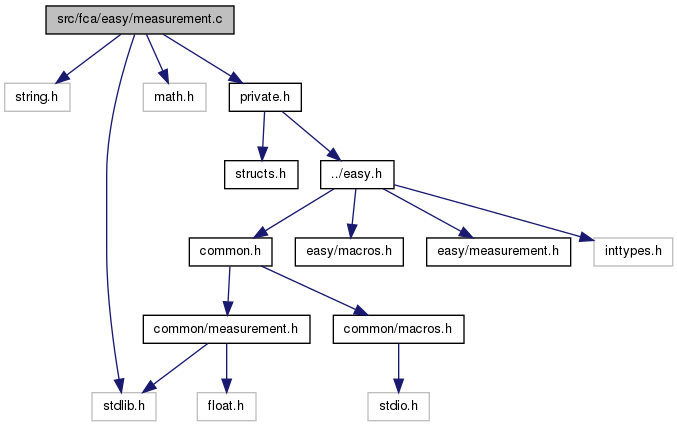 src/fca/easy/measurement.c
string.h
math.h
private.h
structs.h
../easy.h
common.h
easy/macros.h
easy/measurement.h
inttypes.h
common/measurement.h
common/macros.h
stdlib.h
float.h
stdio.h